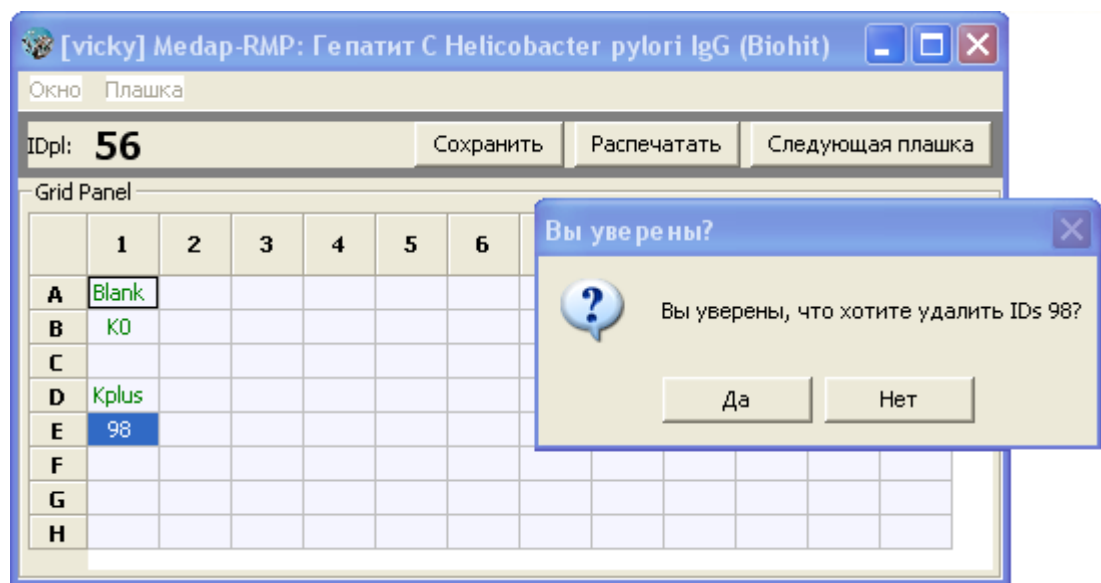 [vicky] Medap-RMP: Гепатит C Helicobacter pylori IgG (Biohit)
Окно Плашка
IDpl: 56 Сохранить Распечатать Следующая плашка
Grid Panel
1 2 3 4 5 6
Вы уверены?
A Blank
B K0
C
D Kplus
E 98
F
G
H
Вы уверены, что хотите удалить IDs 98?
Да Нет